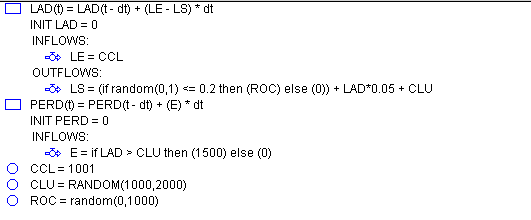 LAD(t) = LAD(t - dt) + (LE - LS) * dt
INIT LAD = 0
INFLOWS:
LE = CCL
OUTFLOWS:
LS = (if random(0,1) <= 0.2 then (ROC) else (0)) + LAD*0.05 + CLU
PERD(t) = PERD(t - dt) + (E) * dt
INIT PERD = 0
INFLOWS:
E = if LAD > CLU then (1500) else (0)
CCL = 1001
CLU = RANDOM(1000,2000)
ROC = random(0,1000)